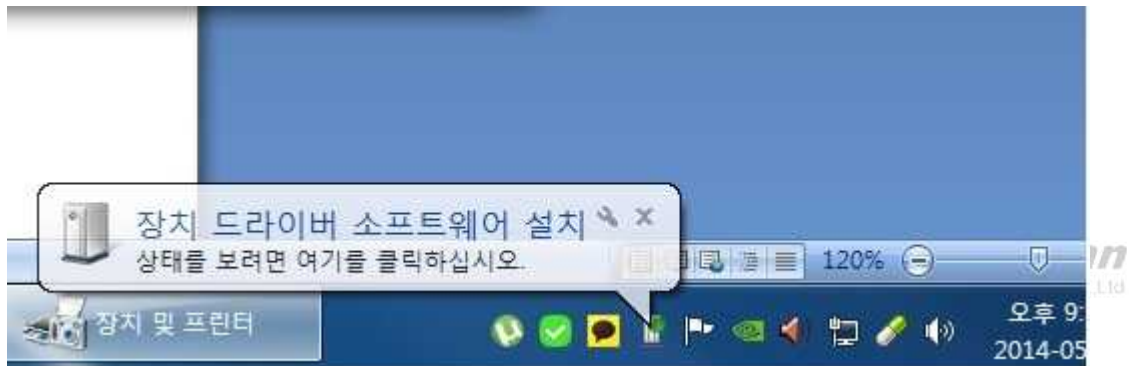 장치 드라이버 소프트웨어 설치
상태를 보려면 여기를 클릭하십시오.
120%
장치 및 프린터
오후 9:
2014-05